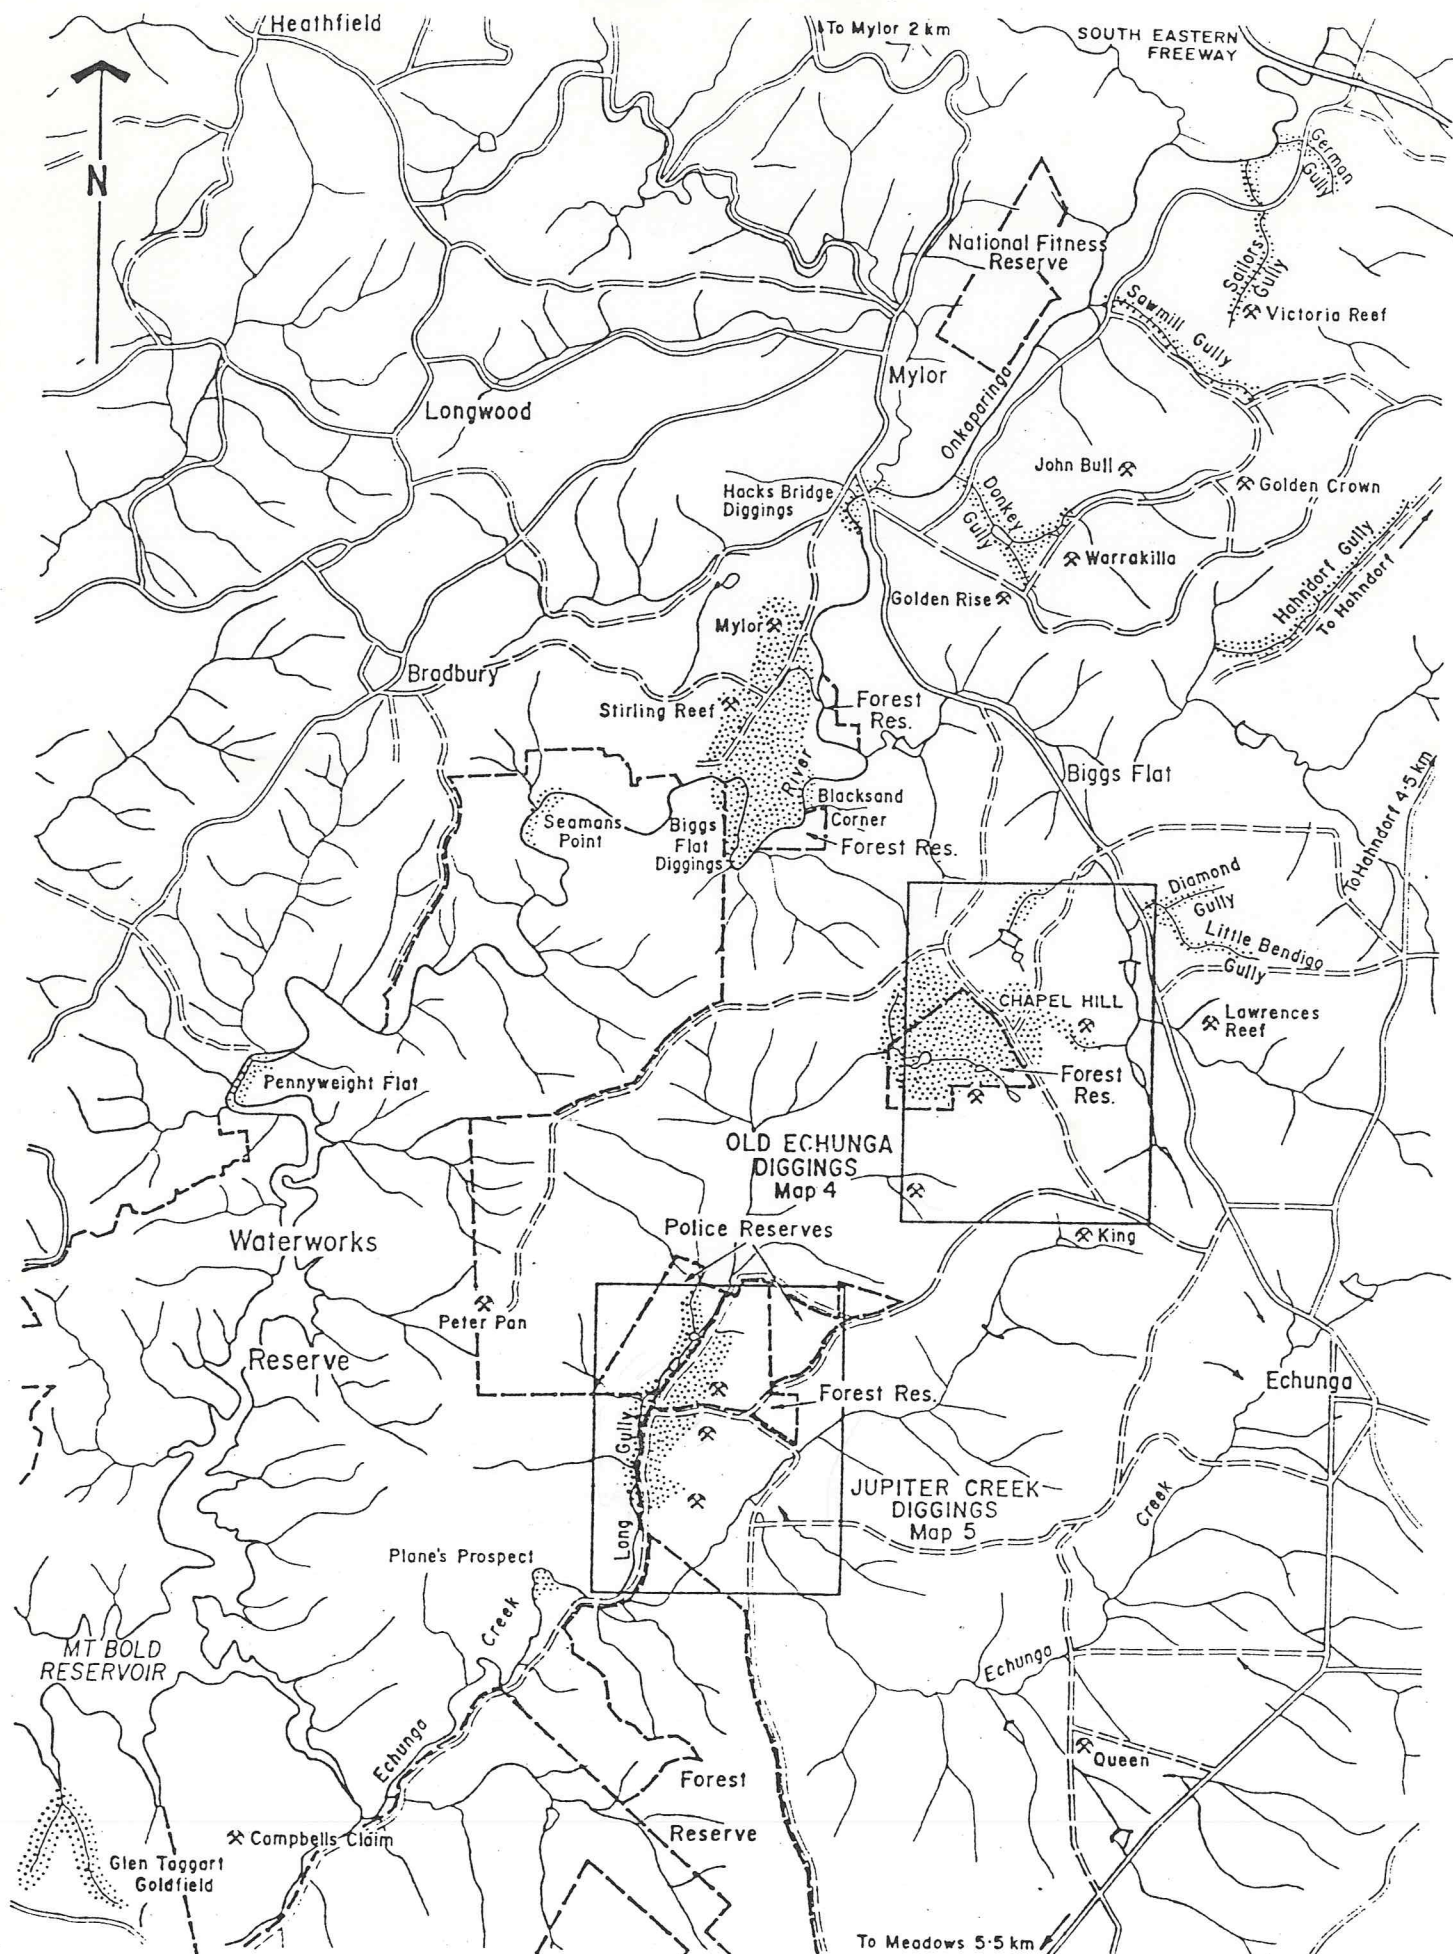 Heathfield
To Mylor 2 km
SOUTH EASTERN
FREEWAY
N
German
Gully
National Fitness
Reserve
Sailors
Gully
Victoria Reef
Sawmill Gully
Mylor
Longwood
Onkaparinga
John Bull
Golden Crown
Hacks Bridge
Diggings
Donkey
Gully
Warrakilla
Hahndorf Gully
To Hahndorf
Golden Rise
Mylor
Bradbury
Stirling Reef
Forest
Res.
River
Biggs Flat
To Hahndorf 4·5 km
Seamans
Point
Biggs
Flat
Diggings
Blacksand
Corner
Forest Res.
Diamond
Gully
Little Bendigo
Gully
CHAPEL HILL
Lawrences
Reef
Pennyweight Flat
Forest
Res.
OLD ECHUNGA
DIGGINGS
Map 4
Police Reserves
Waterworks
King
Peter Pan
Reserve
Echunga
Forest Res.
Gully
Long
JUPITER CREEK
DIGGINGS
Map 5
Creek
Plane's Prospect
Creek
MT BOLD
RESERVOIR
Echunga
Echunga
Queen
Forest
Reserve
Campbells Claim
Glen Taggart
Goldfield
To Meadows 5·5 km